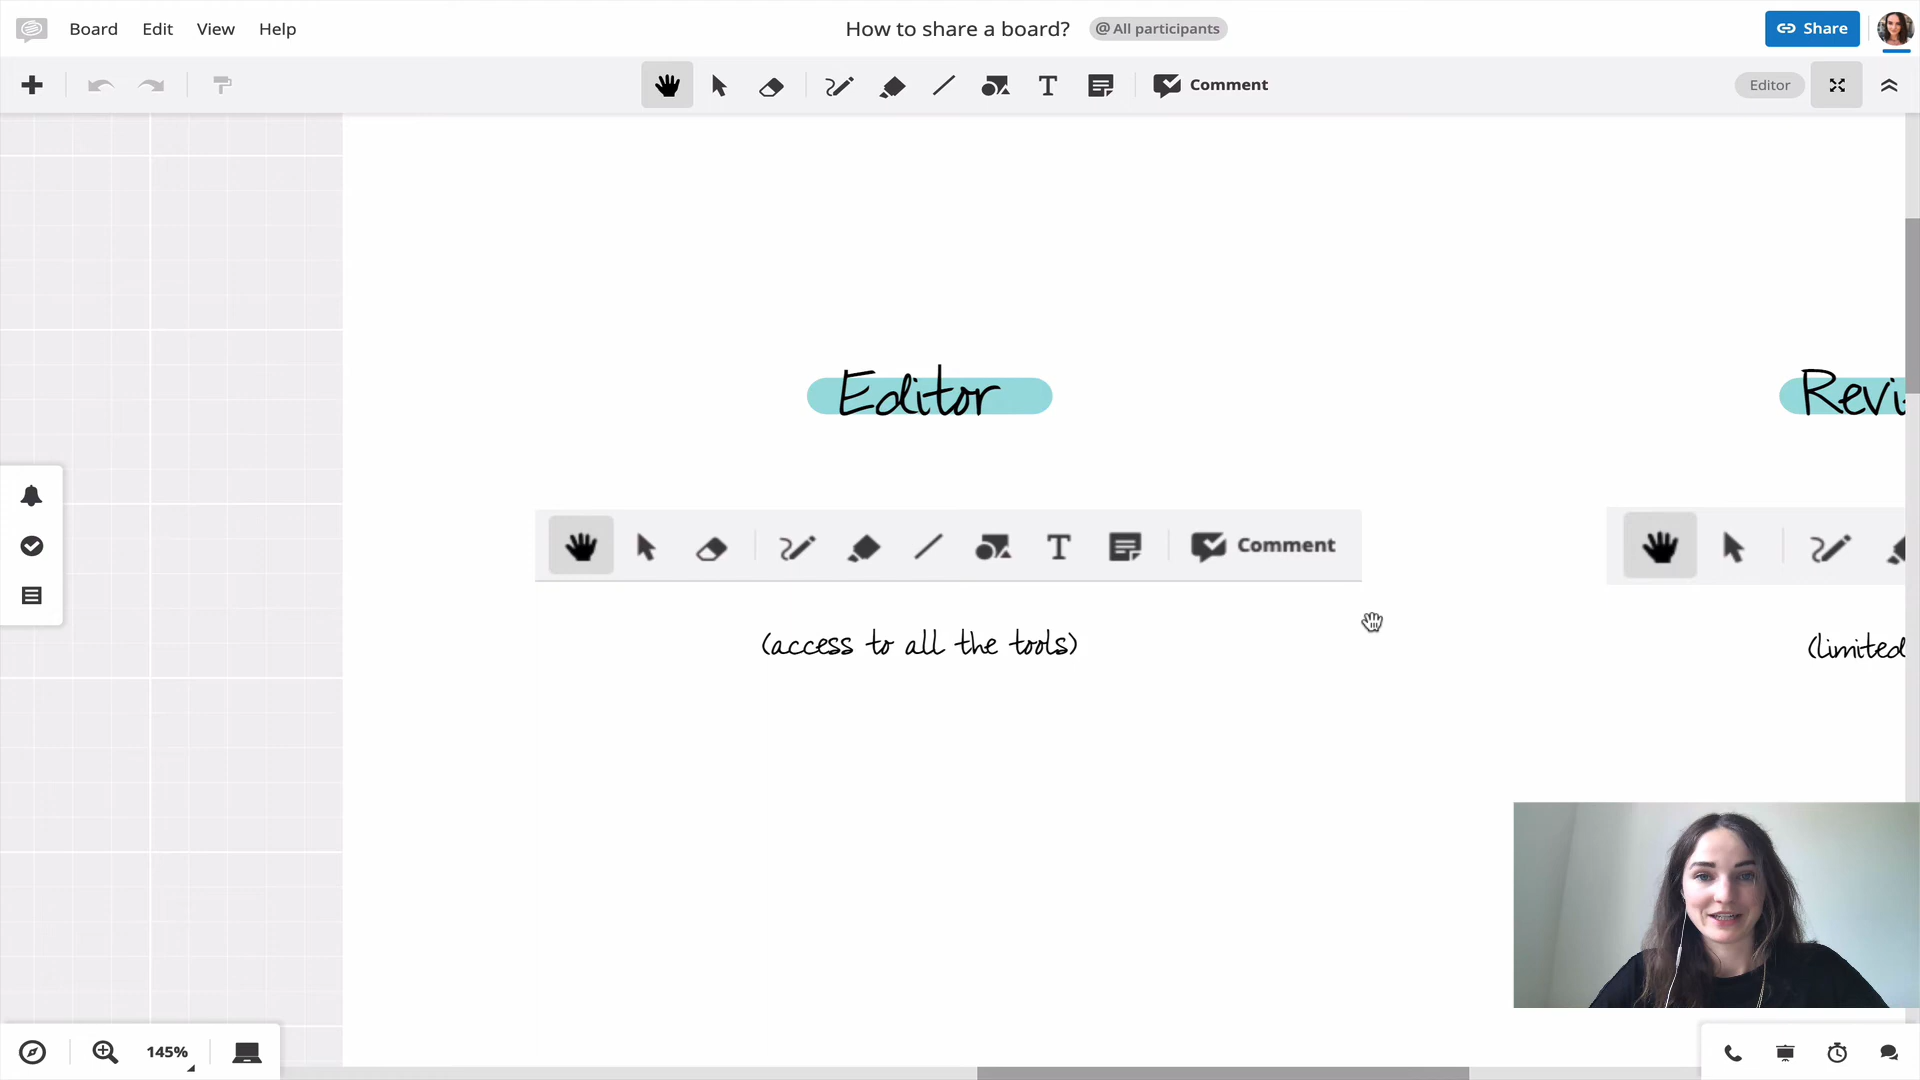 Board Edit View Help How to share a board? @ All participants Share
Comment Editor
Editor Revi
Comment
(access to all the tools) (limited
145%